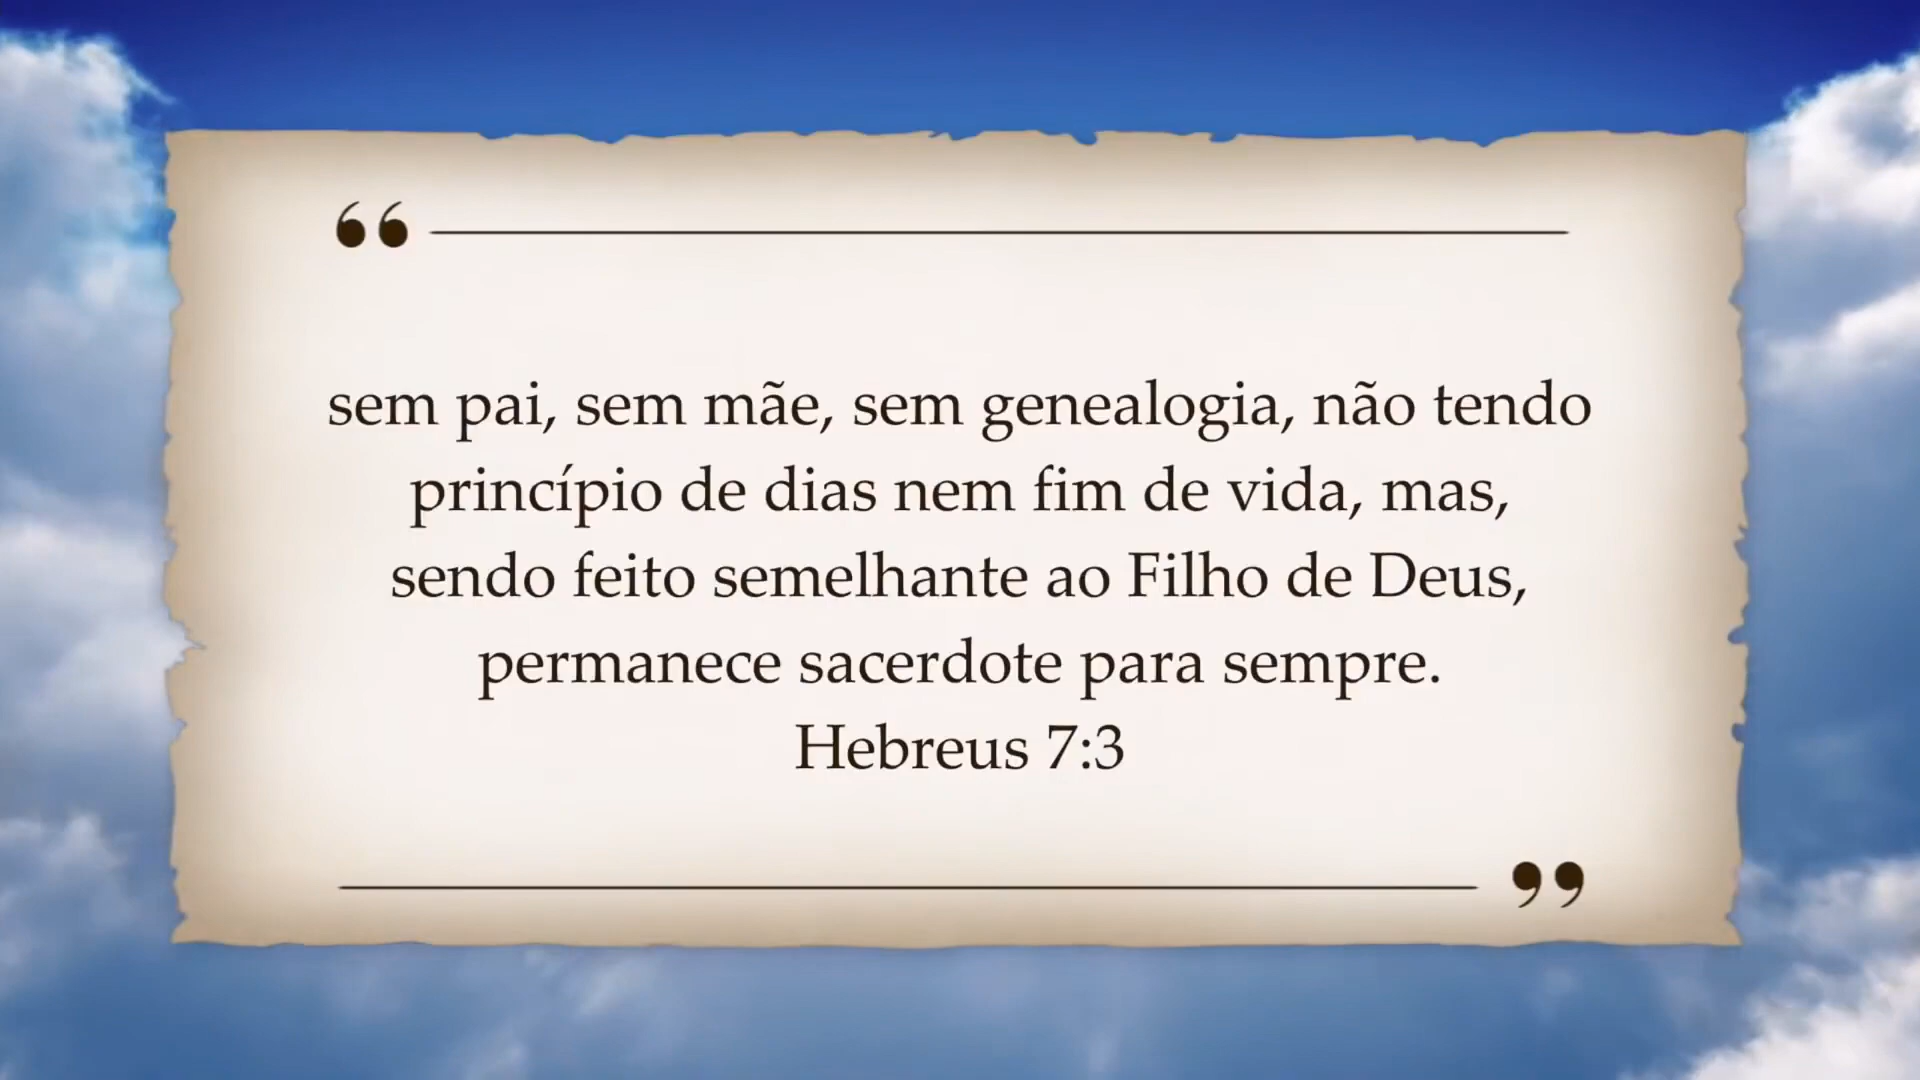 “
sem pai, sem mãe, sem genealogia, não tendo
princípio de dias nem fim de vida, mas,
sendo feito semelhante ao Filho de Deus,
permanece sacerdote para sempre.
Hebreus 7:3
”